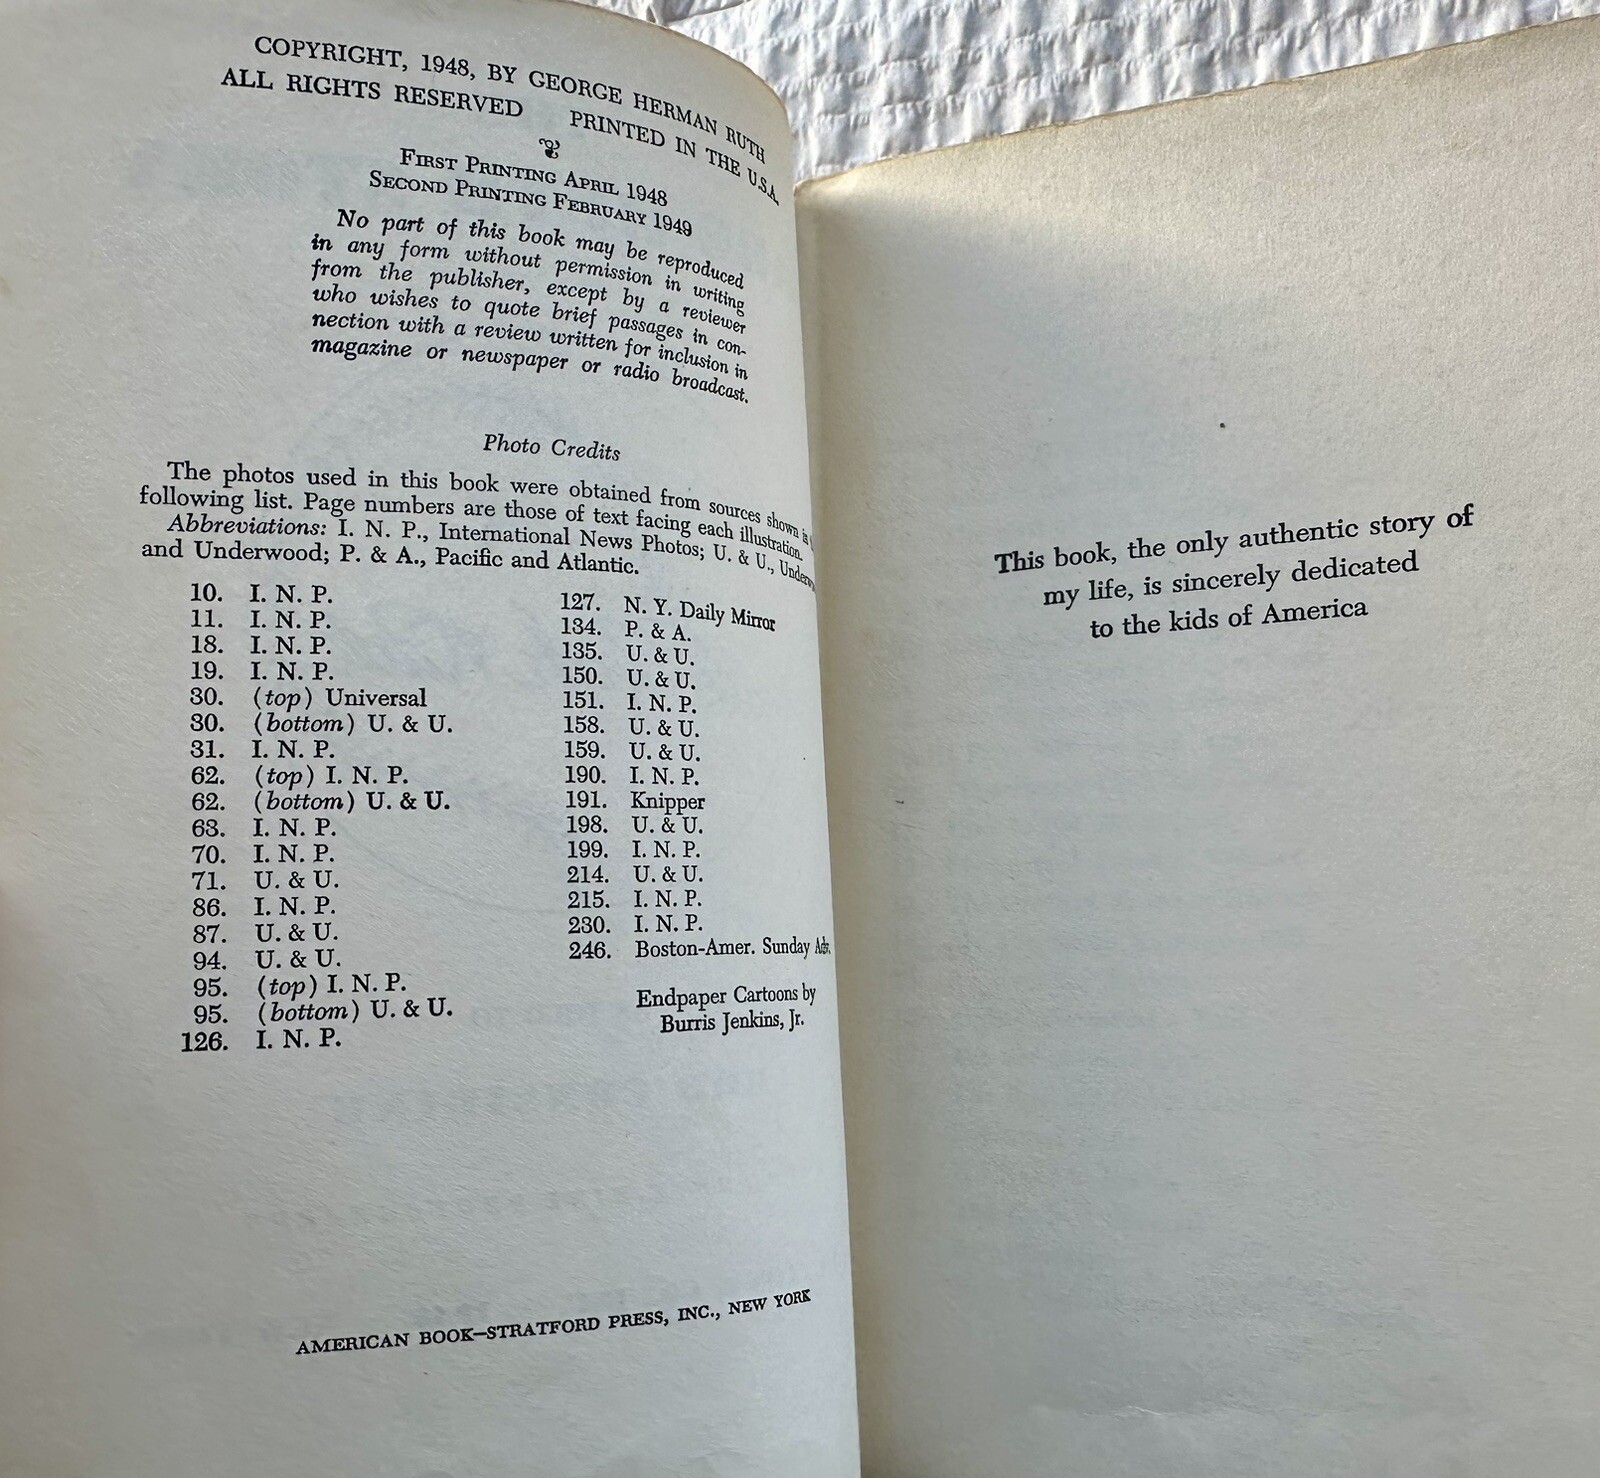 COPYRIGHT, 1948, BY GEORGE HERMAN RUTH
ALL RIGHTS RESERVED PRINTED IN THE U.S.A.
First Printing April 1948
Second Printing February 1949
No part of this book may be reproduced
in any form without permission in writing
from the publisher, except by a reviewer
who wishes to quote brief passages in con-
nection with a review written for inclusion in
magazine or newspaper or radio broadcast.
Photo Credits
The photos used in this book were obtained from sources shown
following list. Page numbers are those of text facing each illustration.
Abbreviations: I. N. P., International News Photos; U. & U.,
and Underwood; P. & A., Pacific and Atlantic.
10. I. N. P.
11. I. N. P.
18. I. N. P.
19. I. N. P.
30. (top) Universal
30. (bottom) U. & U.
31. I. N. P.
62. (top) I. N. P.
62. (bottom) U. & U.
63. I. N. P.
70. I. N. P.
71. U. & U.
86. I. N. P.
87. U. & U.
94. U. & U.
95. (top) I. N. P.
95. (bottom) U. & U.
126. I. N. P.
127. N. Y. Daily Mirror
134. P. & A.
135. U. & U.
150. U. & U.
151. I. N. P.
158. U. & U.
159. U. & U.
190. I. N. P.
191. Knipper
198. U. & U.
199. I. N. P.
214. U. & U.
215. I. N. P.
230. I. N. P.
246. Boston-Amer. Sunday Adv.
Endpaper Cartoons by
Burris Jenkins, Jr.
AMERICAN BOOK–STRATFORD PRESS, INC., NEW YORK
This book, the only authentic story of
my life, is sincerely dedicated
to the kids of America